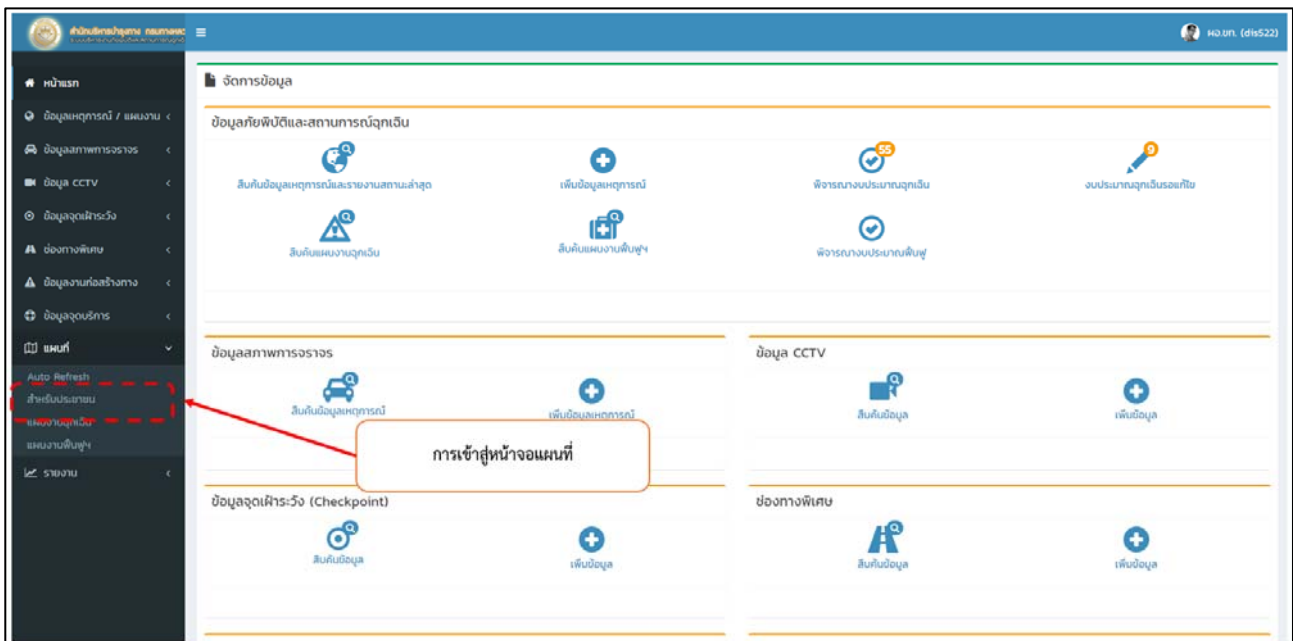 สำนักบริหารบำรุงทาง กรมทางหลว
ผอ.ขท. (dis522)
หน้าแรก
ข้อมูลเหตุการณ์ / แผนงาน
ข้อมูลสภาพการจราจร
ข้อมูล CCTV
ข้อมูลจุดเฝ้าระวัง
ช่องทางพิเศษ
ข้อมูลงานก่อสร้างทาง
ข้อมูลจุดบริการ
แผนที่
Auto Refresh
สำหรับประชาชน
แผนงานฉุกเฉิน
แผนงานฟื้นฟูฯ
รายงาน
จัดการข้อมูล
ข้อมูลภัยพิบัติและสถานการณ์ฉุกเฉิน
55
9
สืบค้นข้อมูลเหตุการณ์และรายงานสถานะล่าสุด
เพิ่มข้อมูลเหตุการณ์
พิจารณางบประมาณฉุกเฉิน
งบประมาณฉุกเฉินรอแก้ไข
สืบค้นแผนงานฉุกเฉิน
สืบค้นแผนงานฟื้นฟูฯ
พิจารณางบประมาณฟื้นฟู
ข้อมูลสภาพการจราจร
สืบค้นข้อมูลเหตุการณ์
เพิ่มข้อมูลเหตุการณ์
ข้อมูล CCTV
สืบค้นข้อมูล
เพิ่มข้อมูล
การเข้าสู่หน้าจอแผนที่
ข้อมูลจุดเฝ้าระวัง (Checkpoint)
สืบค้นข้อมูล
เพิ่มข้อมูล
ช่องทางพิเศษ
สืบค้นข้อมูล
เพิ่มข้อมูล